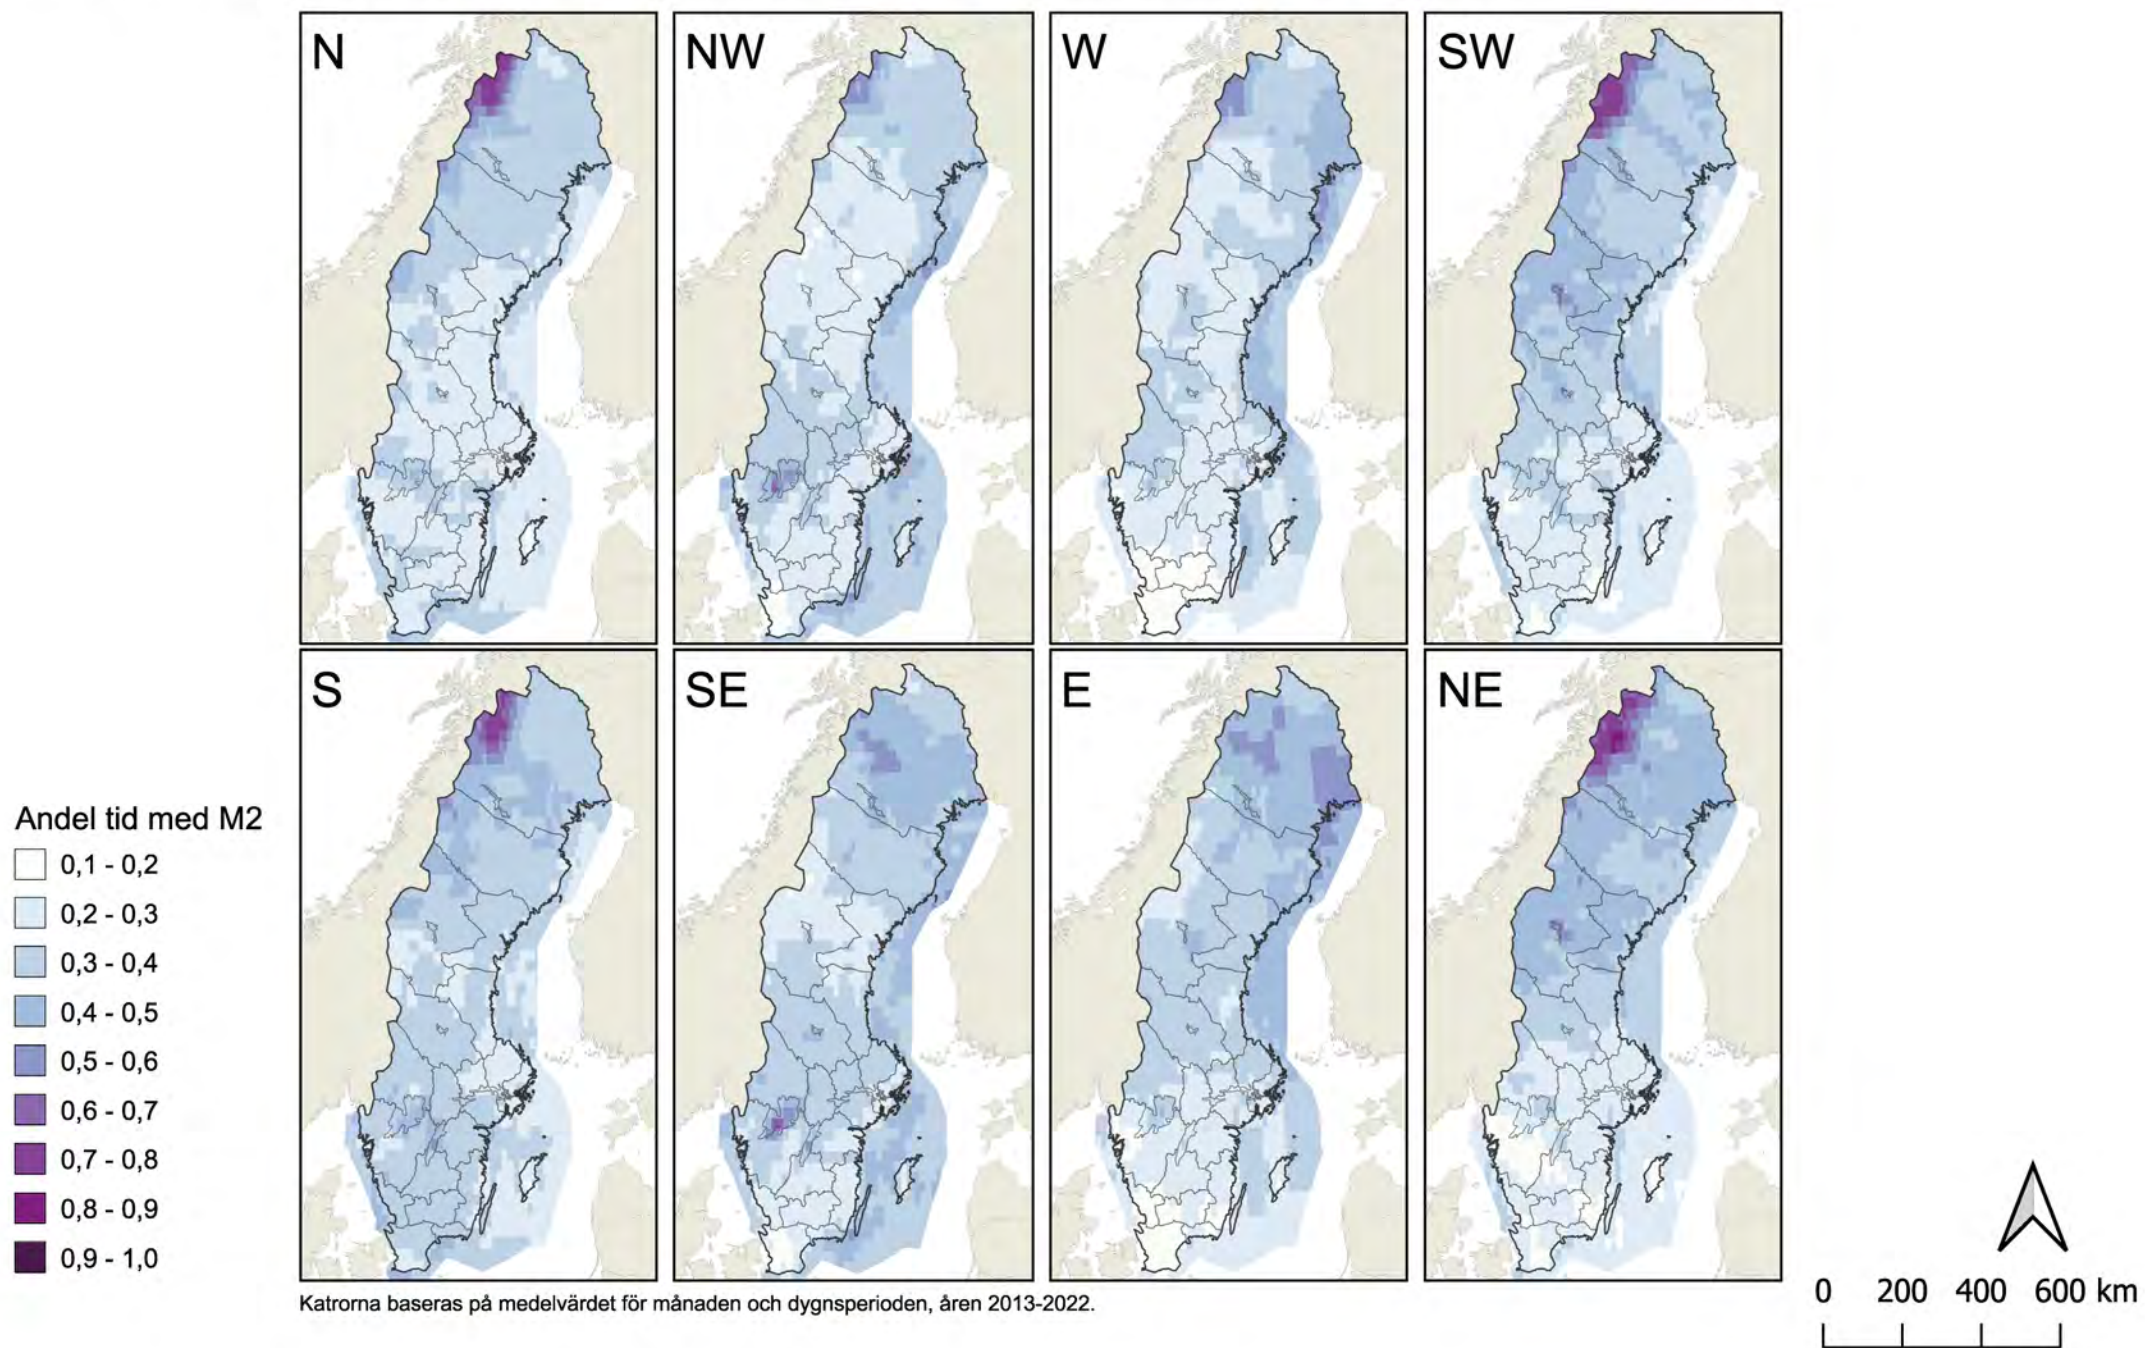 N
NW
W
SW
S
SE
E
NE
Andel tid med M2
0,1 - 0,2
0,2 - 0,3
0,3 - 0,4
0,4 - 0,5
0,5 - 0,6
0,6 - 0,7
0,7 - 0,8
0,8 - 0,9
0,9 - 1,0
Katrorna baseras på medelvärdet för månaden och dygnsperioden, åren 2013-2022.
0 200 400 600 km